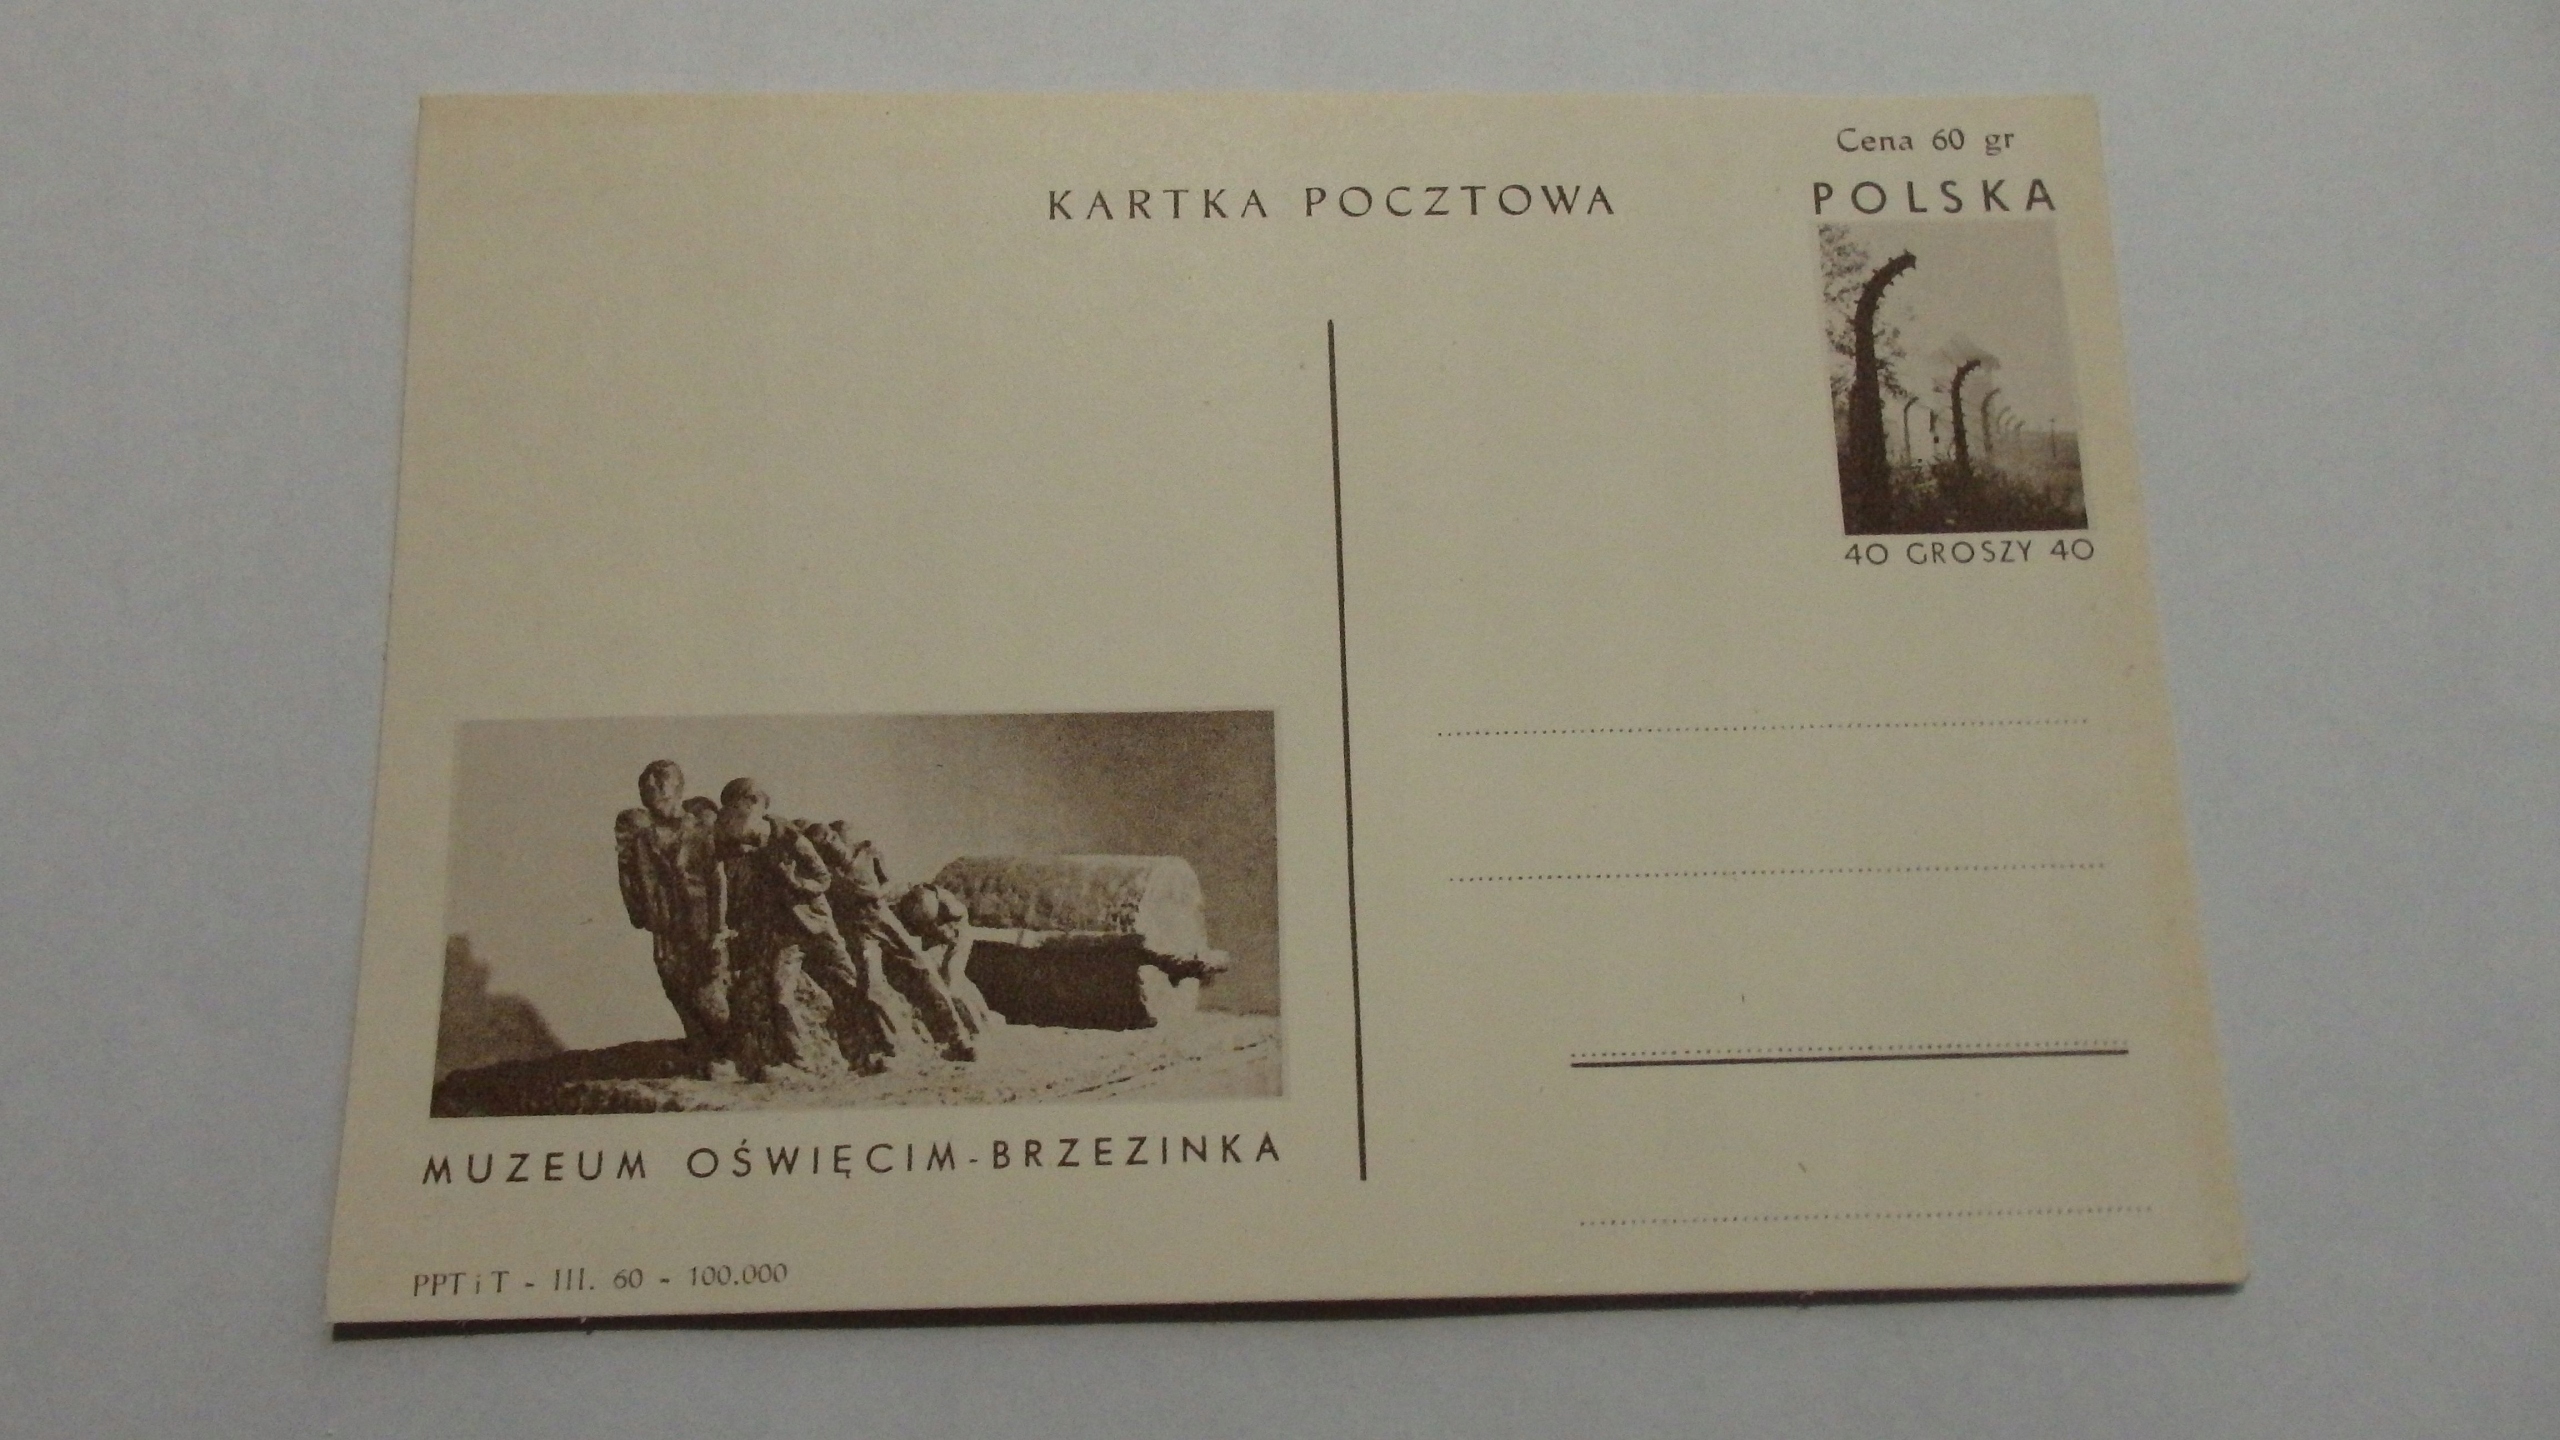 Cena 60 gr
KARTKA POCZTOWA
POLSKA
40 GROSZY 40
MUZEUM OŚWIĘCIM-BRZEZINKA
PPT i T - III. 60 - 100.000